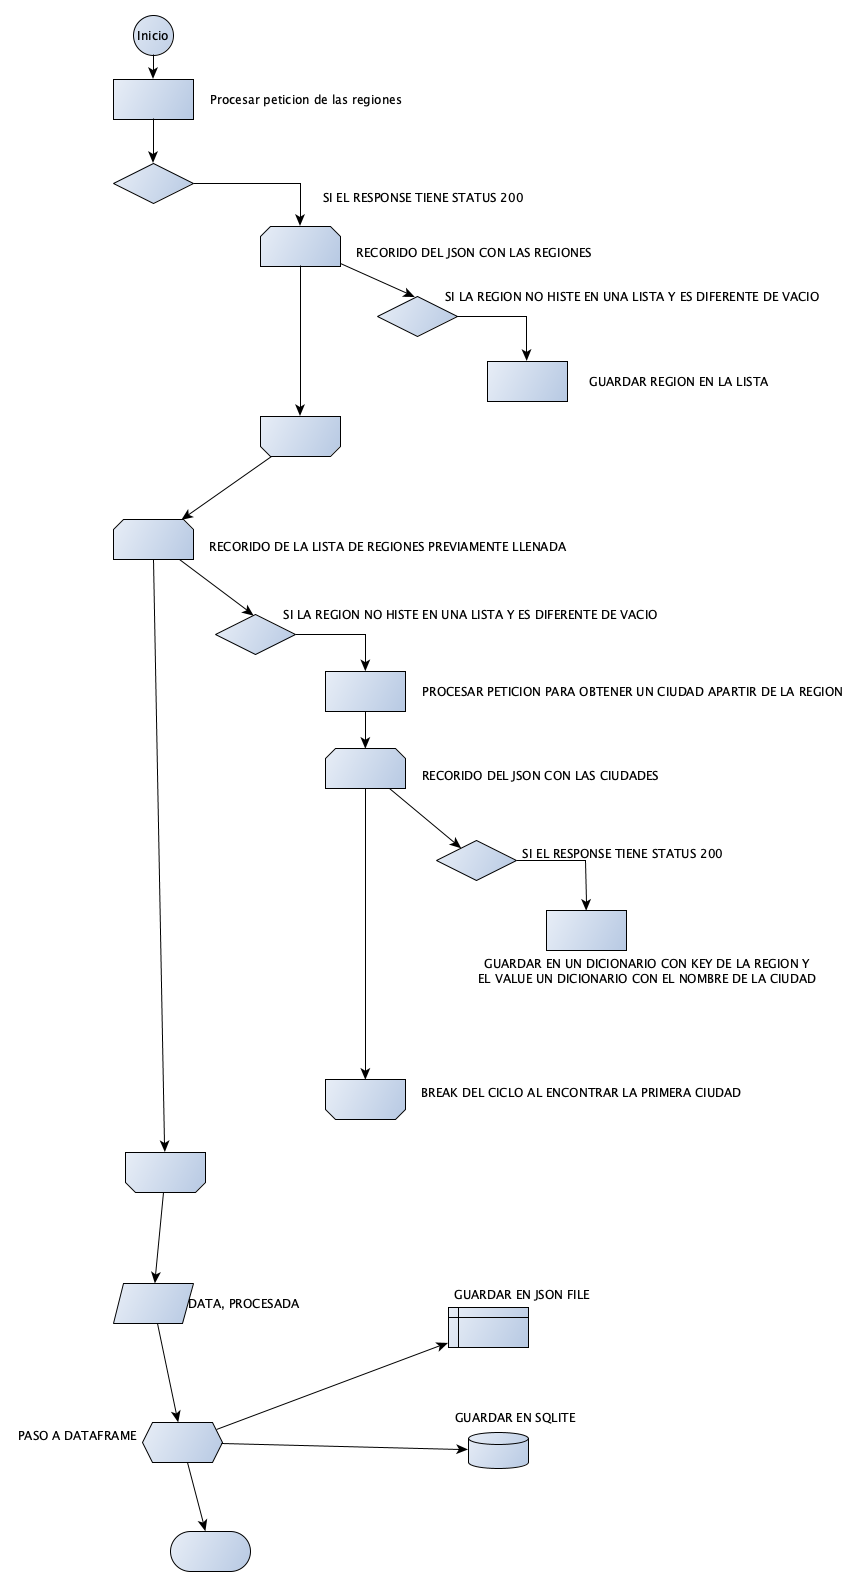 Inicio
Procesar peticion de las regiones
SI EL RESPONSE TIENE STATUS 200
RECORIDO DEL JSON CON LAS REGIONES
SI LA REGION NO HISTE EN UNA LISTA Y ES DIFERENTE DE VACIO
GUARDAR REGION EN LA LISTA
RECORIDO DE LA LISTA DE REGIONES PREVIAMENTE LLENADA
SI LA REGION NO HISTE EN UNA LISTA Y ES DIFERENTE DE VACIO
PROCESAR PETICION PARA OBTENER UN CIUDAD APARTIR DE LA REGION
RECORIDO DEL JSON CON LAS CIUDADES
SI EL RESPONSE TIENE STATUS 200
GUARDAR EN UN DICIONARIO CON KEY DE LA REGION Y
EL VALUE UN DICIONARIO CON EL NOMBRE DE LA CIUDAD
BREAK DEL CICLO AL ENCONTRAR LA PRIMERA CIUDAD
DATA, PROCESADA
GUARDAR EN JSON FILE
GUARDAR EN SQLITE
PASO A DATAFRAME